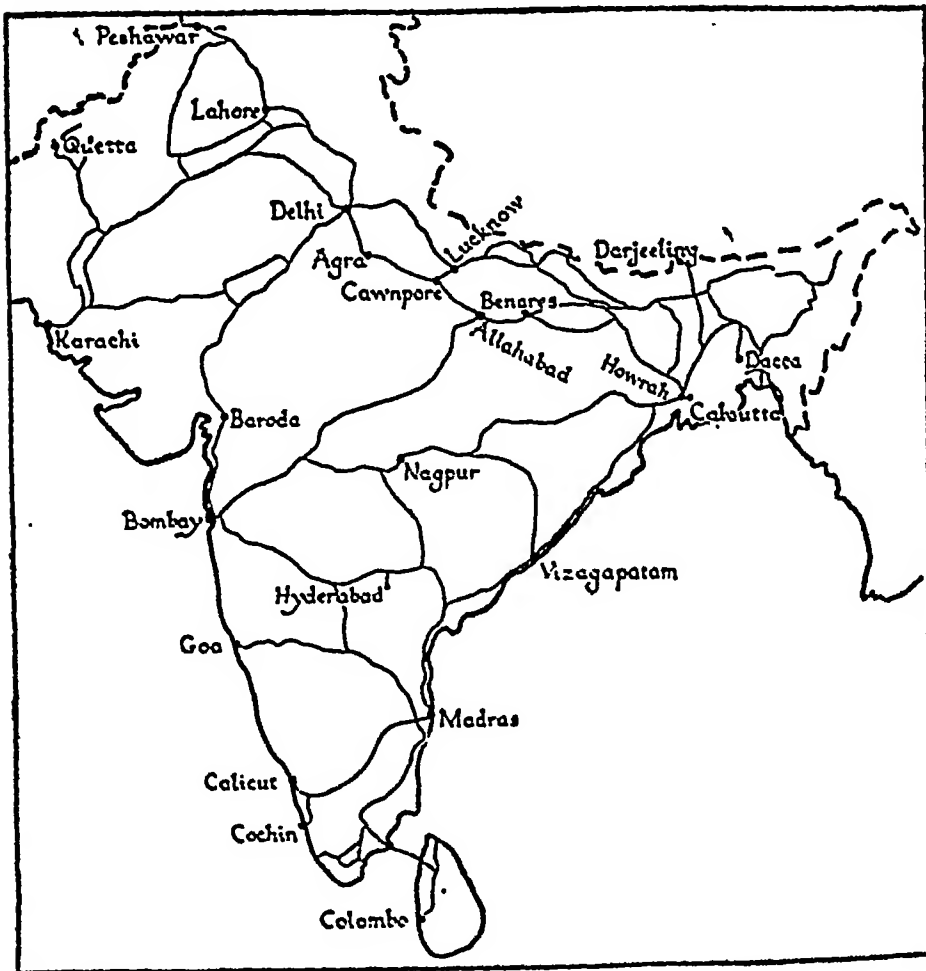 Peshawar
Lahore
Quetta
Delhi
Lucknow
Darjeeling
Agra
Cawnpore
Benares
Karachi
Allahabad
Howrah
Dacca
Calcutta
Baroda
Nagpur
Bombay
Vizagapatam
Hyderabad
Goa
Madras
Calicut
Cochin
Colombo